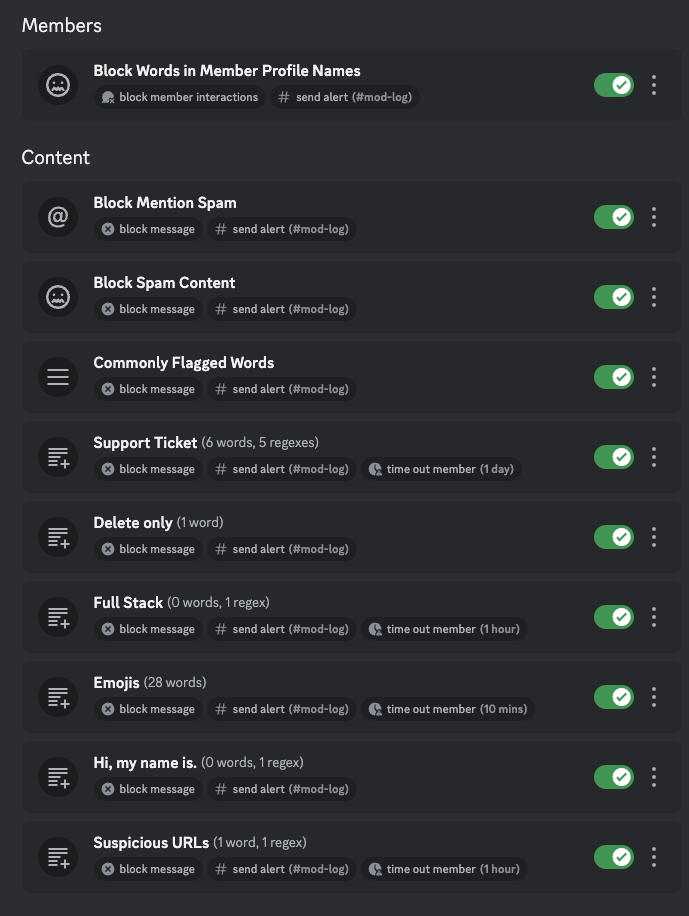 Members
Block Words in Member Profile Names
block member interactions # send alert (#mod-log)
Content
@ Block Mention Spam
block message # send alert (#mod-log)
Block Spam Content
block message # send alert (#mod-log)
Commonly Flagged Words
block message # send alert (#mod-log)
Support Ticket (6 words, 5 regexes)
block message # send alert (#mod-log) time out member (1 day)
Delete only (1 word)
block message # send alert (#mod-log)
Full Stack (0 words, 1 regex)
block message # send alert (#mod-log) time out member (1 hour)
Emojis (28 words)
block message # send alert (#mod-log) time out member (10 mins)
Hi, my name is. (0 words, 1 regex)
block message # send alert (#mod-log)
Suspicious URLs (1 word, 1 regex)
block message # send alert (#mod-log) time out member (1 hour)